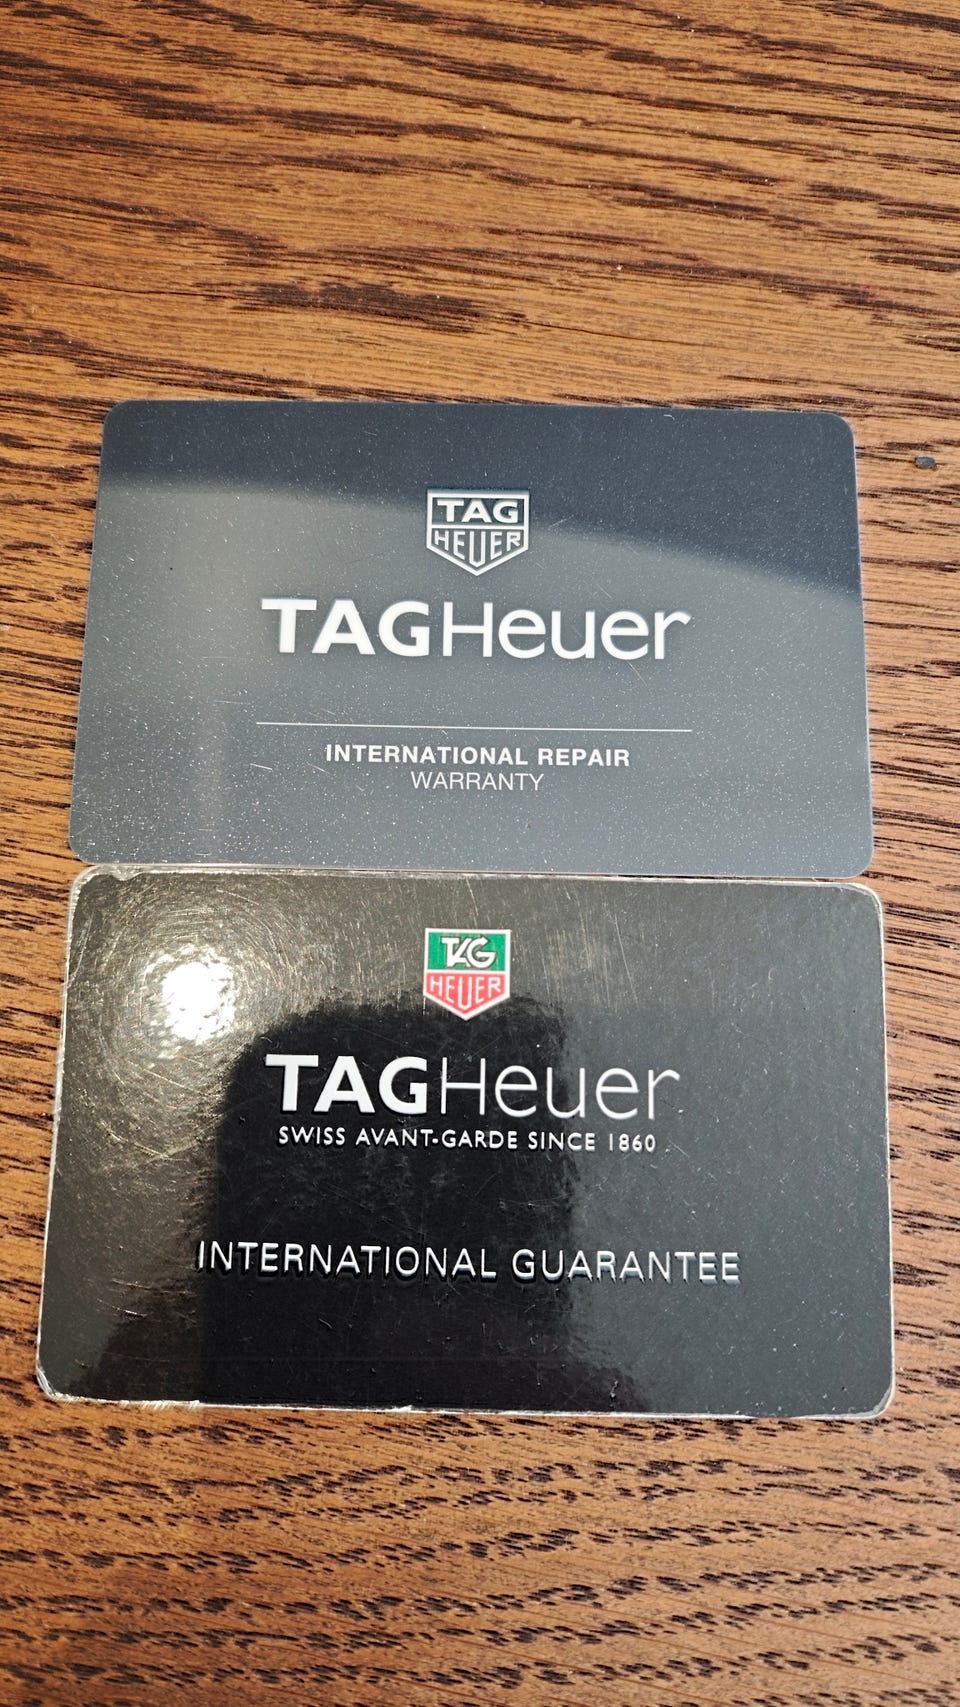 TAG
HEUER
TAGHeuer
INTERNATIONAL REPAIR
WARRANTY
TAG
HEUER
TAGHeuer
SWISS AVANT-GARDE SINCE 1860
INTERNATIONAL GUARANTEE